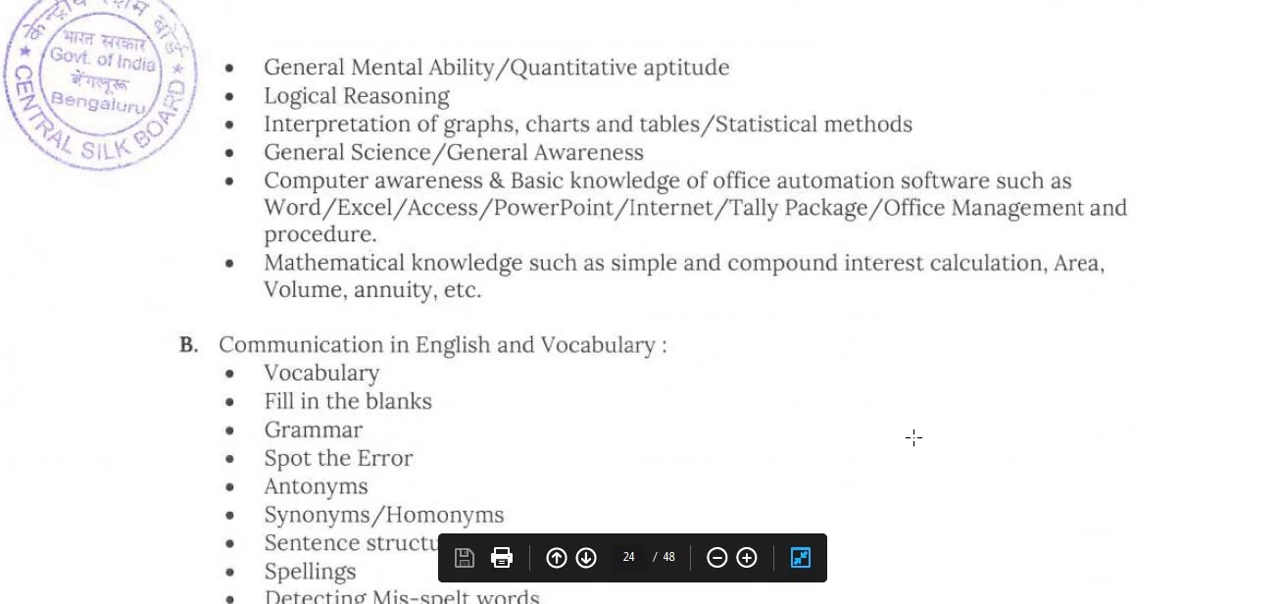 केन्द्रीय रेशम बोर्ड
भारत सरकार
Govt. of India
बेंगलूरू
Bengaluru
★ CENTRAL SILK BOARD ★
• General Mental Ability/Quantitative aptitude
• Logical Reasoning
• Interpretation of graphs, charts and tables/Statistical methods
• General Science/General Awareness
• Computer awareness & Basic knowledge of office automation software such as
Word/Excel/Access/PowerPoint/Internet/Tally Package/Office Management and
procedure.
• Mathematical knowledge such as simple and compound interest calculation, Area,
Volume, annuity, etc.
B. Communication in English and Vocabulary :
• Vocabulary
• Fill in the blanks
• Grammar
• Spot the Error
• Antonyms
• Synonyms/Homonyms
• Sentence structu
• Spellings
• Detecting Mis-spelt words
24 / 48